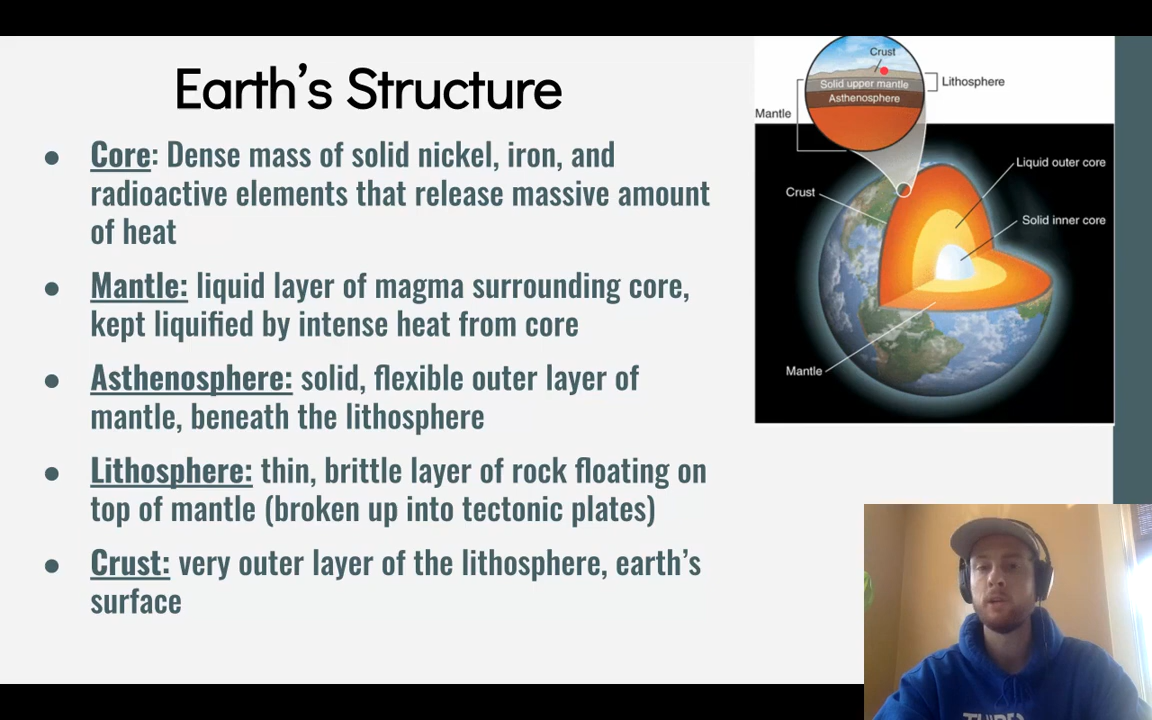 Earth's Structure
● Core: Dense mass of solid nickel, iron, and
radioactive elements that release massive amount
of heat
● Mantle: liquid layer of magma surrounding core,
kept liquified by intense heat from core
● Asthenosphere: solid, flexible outer layer of
mantle, beneath the lithosphere
● Lithosphere: thin, brittle layer of rock floating on
top of mantle (broken up into tectonic plates)
● Crust: very outer layer of the lithosphere, earth's
surface
Crust
Solid upper mantle
Lithosphere
Asthenosphere
Mantle
Liquid outer core
Crust
Solid inner core
Mantle